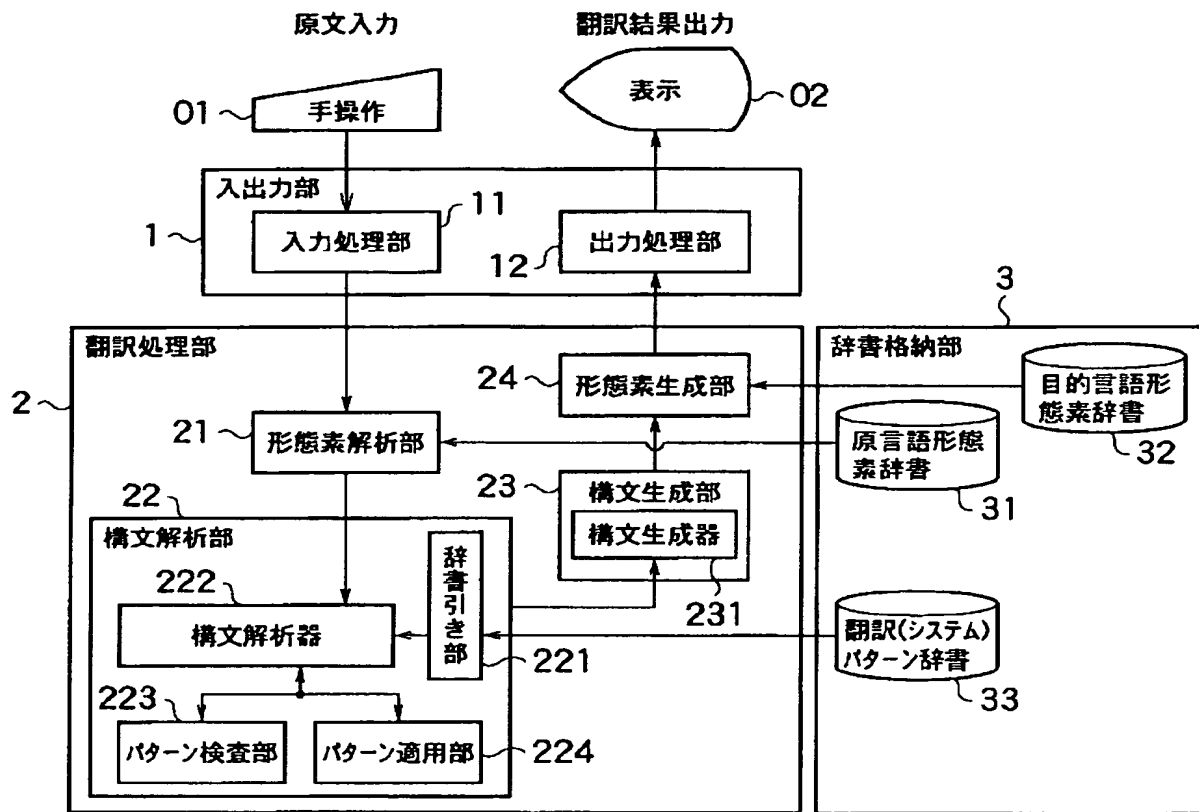 原文入力
翻訳結果出力
手操作
01
表示
02
入出力部
1
入力処理部
11
出力処理部
12
翻訳処理部
2
形態素生成部
24
形態素解析部
21
構文生成部
23
構文生成器
231
構文解析部
22
構文解析器
222
辞書引き部
221
パターン検査部
223
パターン適用部
224
3
辞書格納部
目的言語形
態素辞書
32
原言語形態
素辞書
31
翻訳(システム)
パターン辞書
33